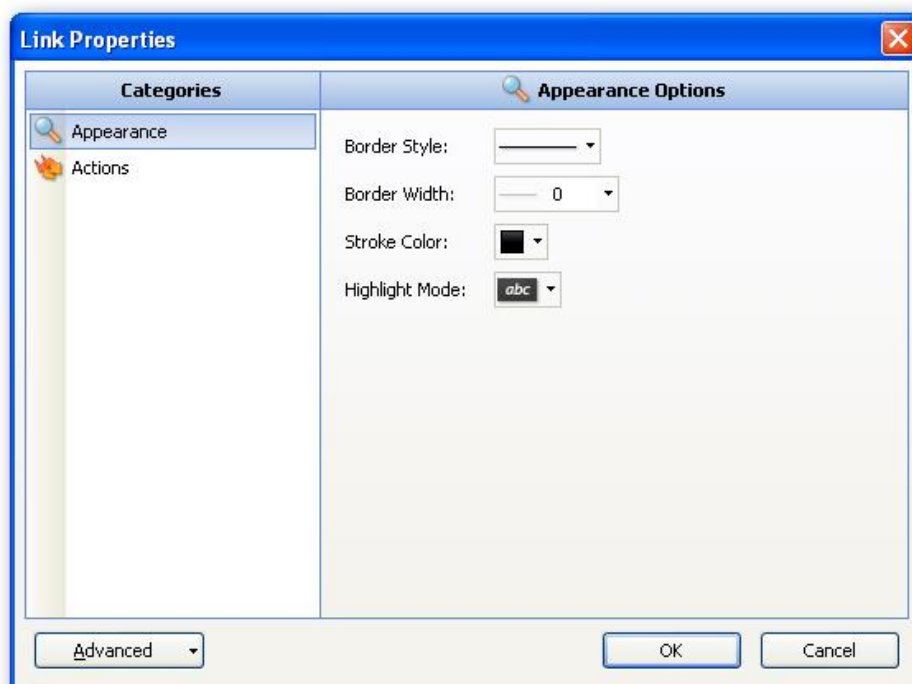 Link Properties
Categories
Appearance Options
Appearance
Actions
Border Style:
Border Width: 0
Stroke Color:
Highlight Mode: abc
Advanced
OK
Cancel